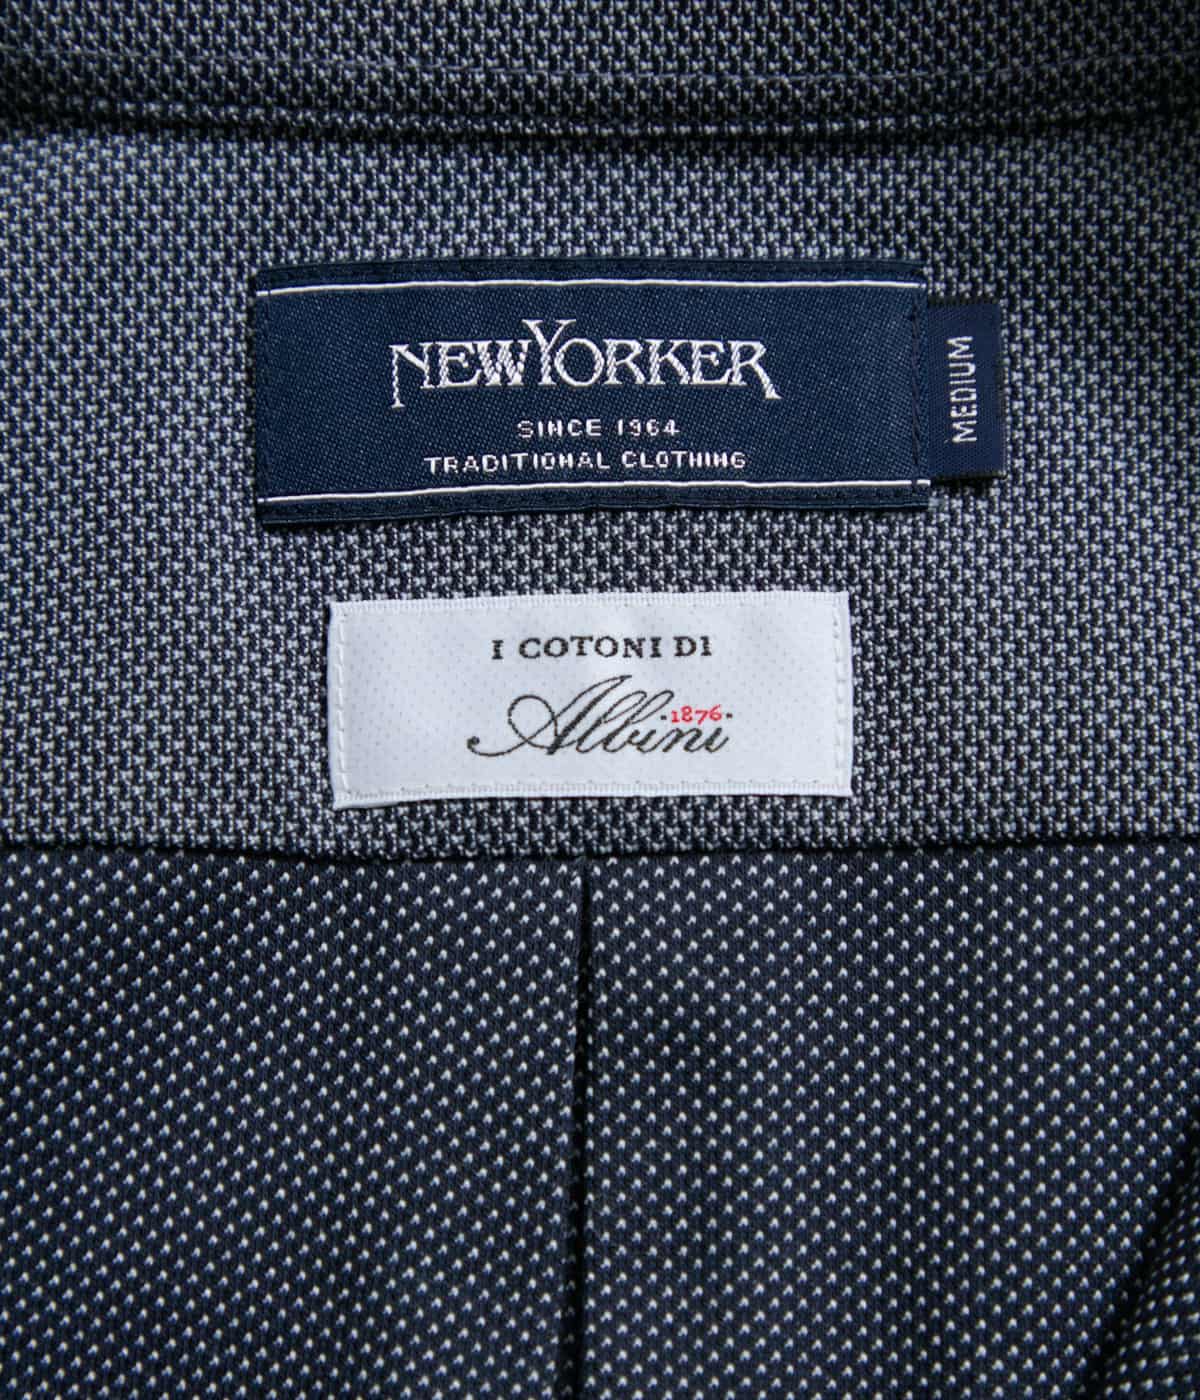 NEWYORKER
SINCE 1964
TRADITIONAL CLOTHING
MEDIUM
I COTONI DI
Albini
·1876·